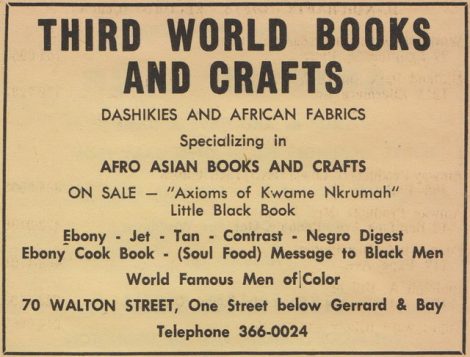 THIRD WORLD BOOKS
AND CRAFTS
DASHIKIES AND AFRICAN FABRICS
Specializing in
AFRO ASIAN BOOKS AND CRAFTS
ON SALE — "Axioms of Kwame Nkrumah"
Little Black Book
Ebony - Jet - Tan - Contrast - Negro Digest
Ebony Cook Book - (Soul Food) Message to Black Men
World Famous Men of Color
70 WALTON STREET, One Street below Gerrard & Bay
Telephone 366-0024